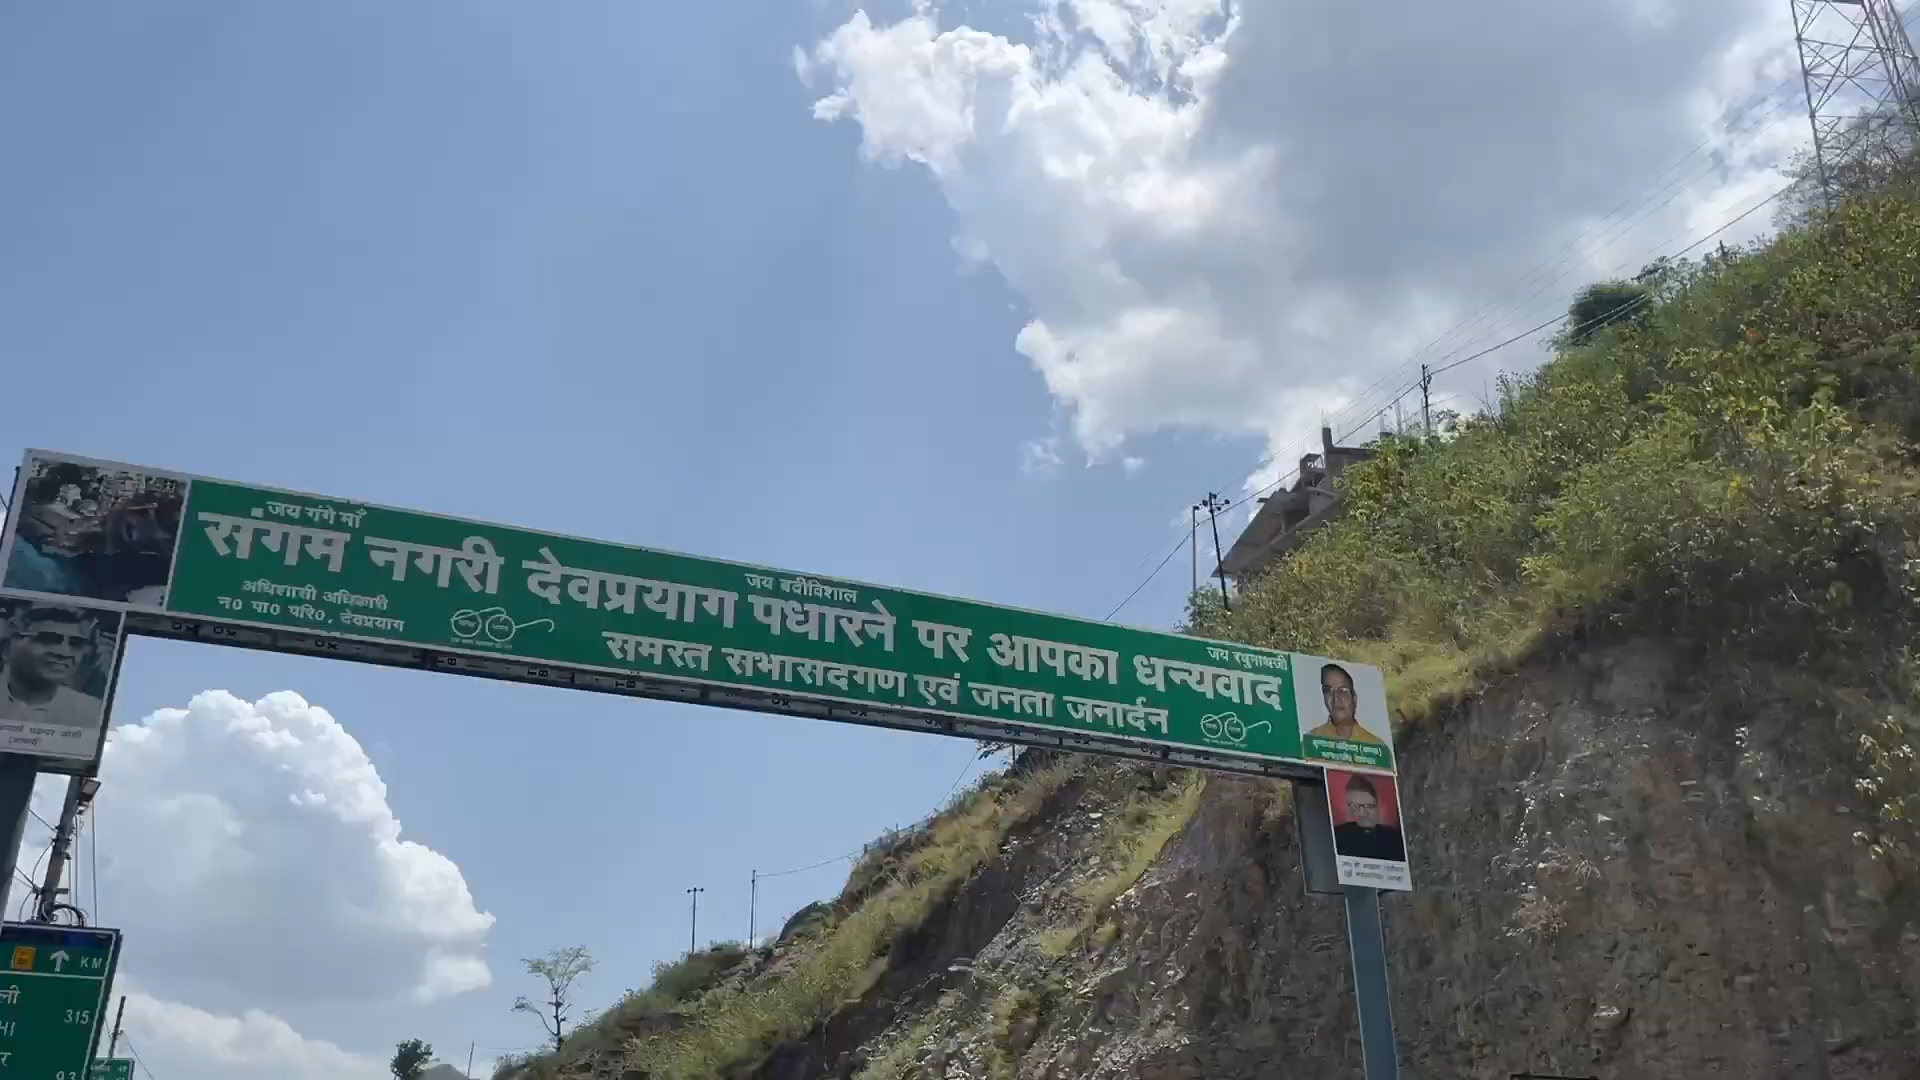 जय गंगे माँ
संगम नगरी देवप्रयाग पधारने पर आपका धन्यवाद
जय बद्रीविशाल
जय रघुनाथजी
अधिशासी अधिकारी
न0 पा0 परि0, देवप्रयाग
समस्त सभासदगण एवं जनता जनार्दन
KM
ली
315
र
93